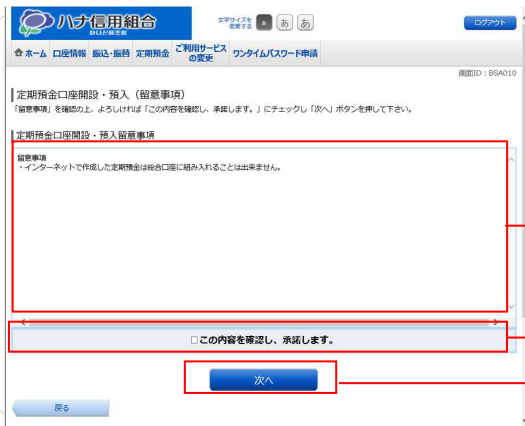 ハナ信用組合
文字サイズを
変更する
あ
あ
あ
ログアウト
ホーム
口座情報
振込・振替
定期預金
ご利用サービス
の変更
ワンタイムパスワード申請
画面ID：BSA010
定期預金口座開設・預入（留意事項）
「留意事項」を確認の上、よろしければ「この内容を確認し、承諾します。」にチェックし「次へ」ボタンを押して下さい。
定期預金口座開設・預入留意事項
留意事項
・インターネットで作成した定期預金は総合口座に組み入れることは出来ません。
この内容を確認し、承諾します。
次へ
戻る